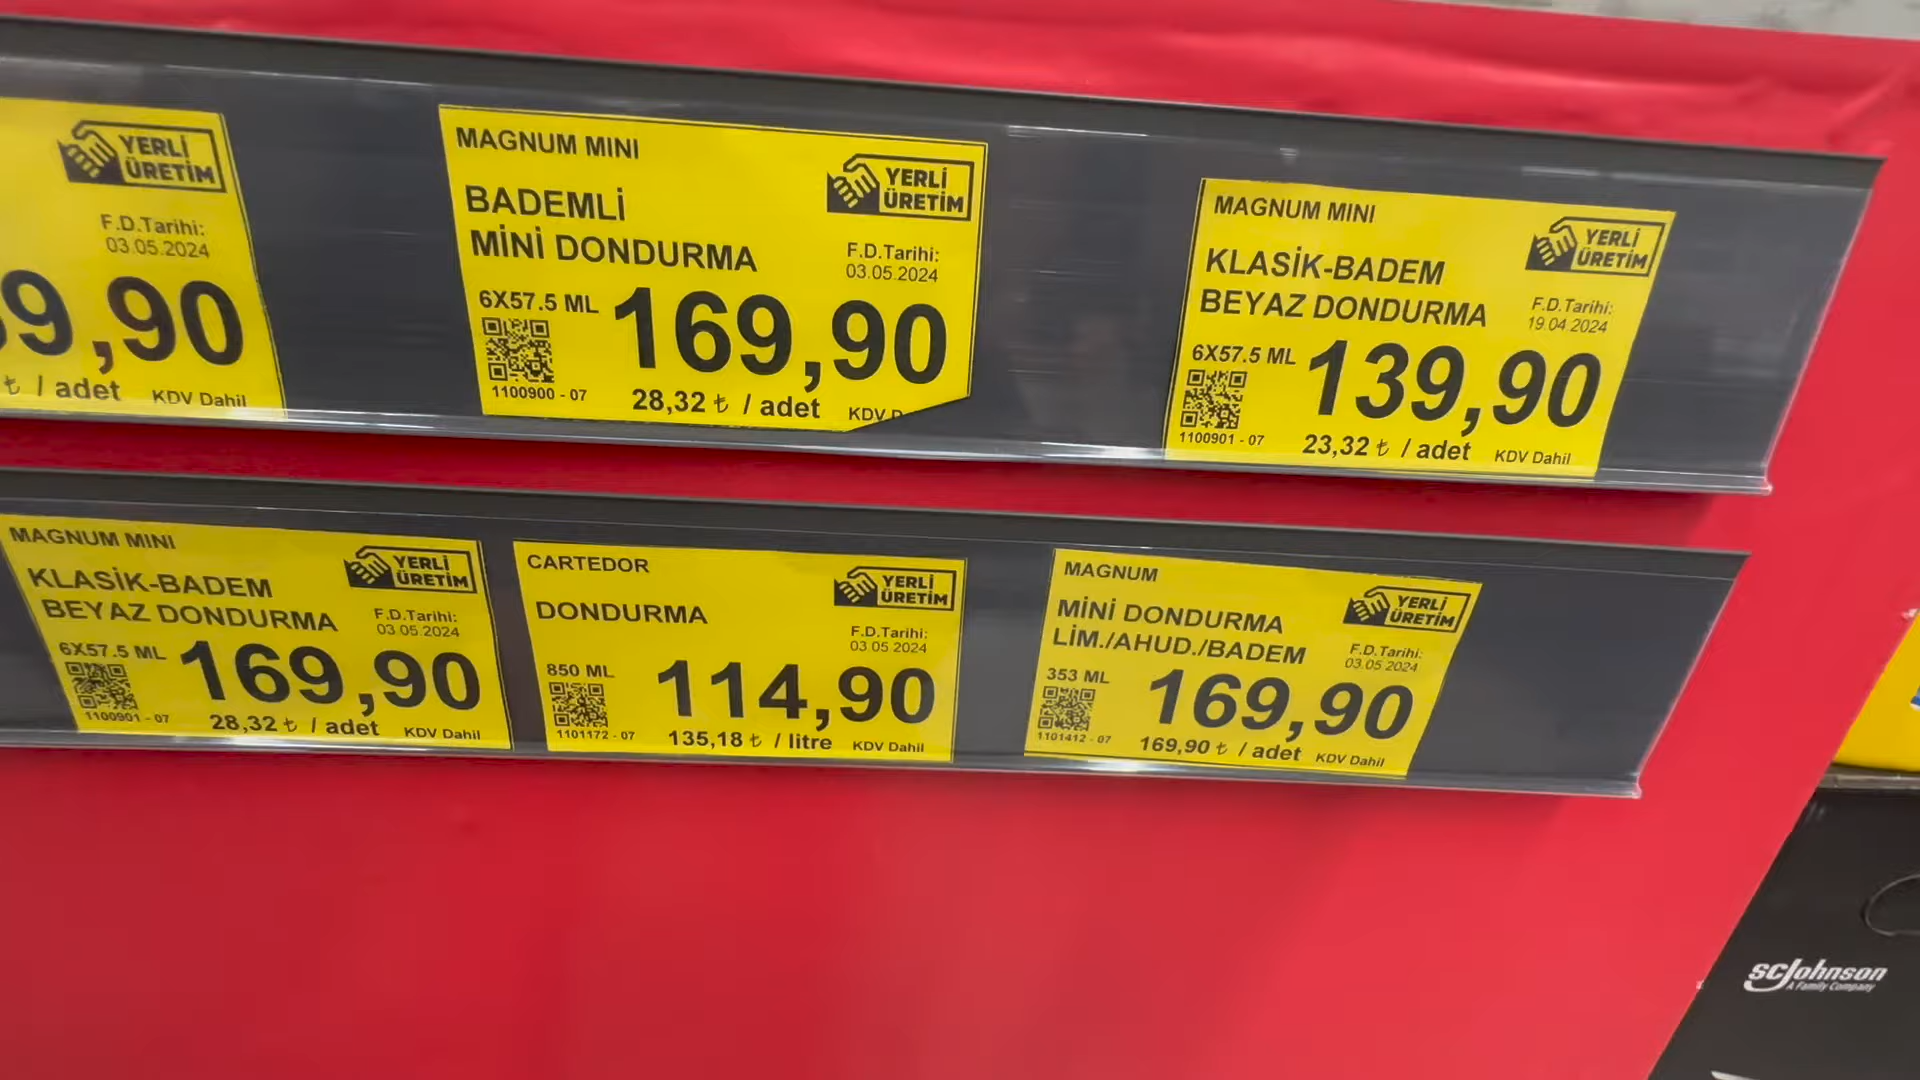 YERLİ
ÜRETİM
F.D.Tarihi:
03.05.2024
9,90
₺ / adet KDV Dahil
MAGNUM MINI
YERLİ
ÜRETİM
BADEMLİ
MİNİ DONDURMA
F.D.Tarihi:
03.05.2024
6X57.5 ML
169,90
1100900 - 07
28,32 ₺ / adet
MAGNUM MINI
YERLİ
ÜRETİM
KLASİK-BADEM
BEYAZ DONDURMA
F.D.Tarihi:
19.04.2024
6X57.5 ML
139,90
1100901 - 07
23,32 ₺ / adet KDV Dahil
MAGNUM MINI
YERLİ
ÜRETİM
KLASİK-BADEM
BEYAZ DONDURMA
F.D.Tarihi:
03.05.2024
6X57.5 ML
169,90
1100901 - 07
28,32 ₺ / adet KDV Dahil
CARTEDOR
YERLİ
ÜRETİM
DONDURMA
F.D.Tarihi:
03.05.2024
850 ML
114,90
1101172 - 07
135,18 ₺ / litre KDV Dahil
MAGNUM
YERLİ
ÜRETİM
MİNİ DONDURMA
LİM./AHUD./BADEM
F.D.Tarihi:
03.05.2024
353 ML
169,90
1101412 - 07
169,90 ₺ / adet KDV Dahil
SC Johnson
A Family Company